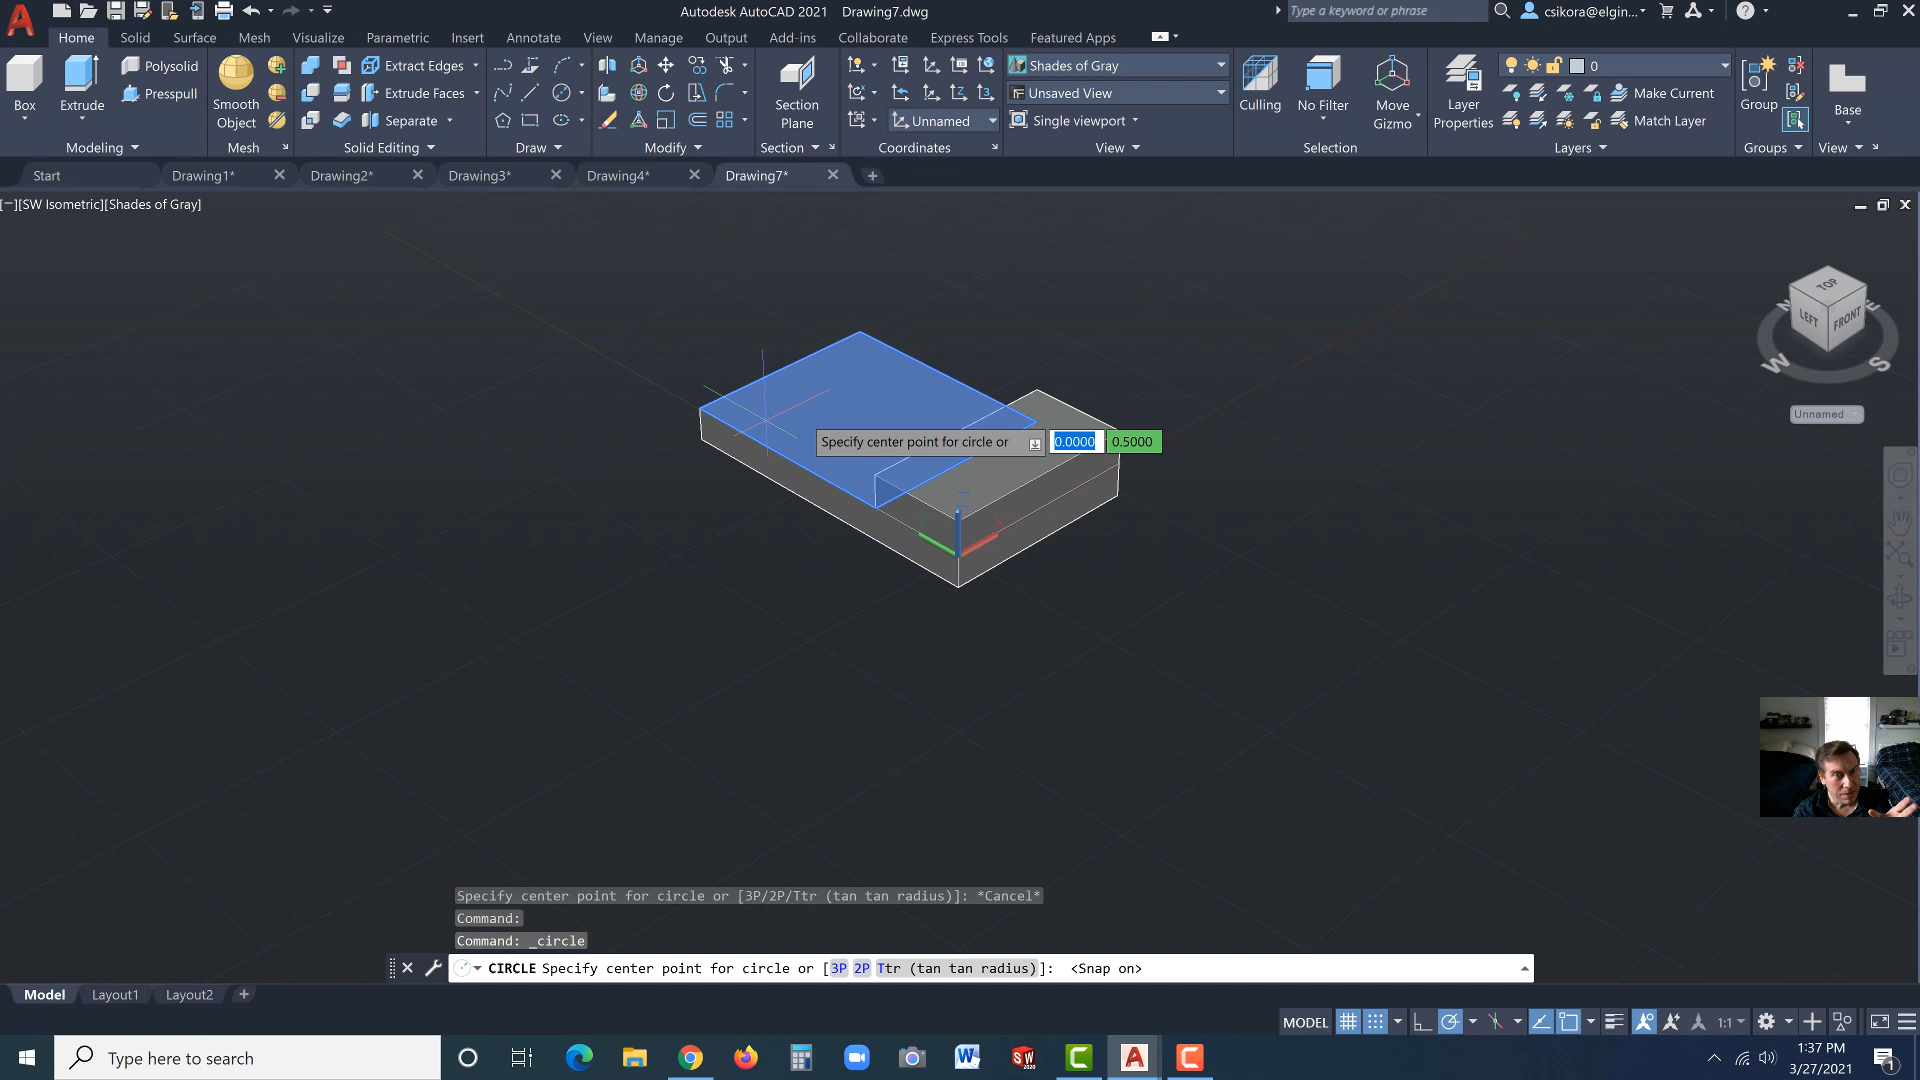 Autodesk AutoCAD 2021 Drawing7.dwg
Type a keyword or phrase
csikora@elgin...
Home Solid Surface Mesh Visualize Parametric Insert Annotate View Manage Output Add-ins Collaborate Express Tools Featured Apps
Box
Extrude
Polysolid
Presspull
Modeling
Smooth
Object
Mesh
Extract Edges
Extrude Faces
Separate
Solid Editing
Draw
Modify
Section
Plane
Section
Unnamed
Coordinates
Shades of Gray
Unsaved View
Single viewport
View
Culling
No Filter
Move
Gizmo
Selection
Layer
Properties
0
Make Current
Match Layer
Layers
Group
Groups
Base
View
Start Drawing1* Drawing2* Drawing3* Drawing4* Drawing7*
[−][SW Isometric][Shades of Gray]
TOP
LEFT
FRONT
N
E
W
S
Unnamed
Specify center point for circle or 0.0000 0.5000
Z
X
Specify center point for circle or [3P/2P/Ttr (tan tan radius)]: *Cancel*
Command:
Command: _circle
CIRCLE Specify center point for circle or [3P 2P Ttr (tan tan radius)]: <Snap on>
Model Layout1 Layout2
MODEL
1:1
Type here to search
1:37 PM
3/27/2021
1